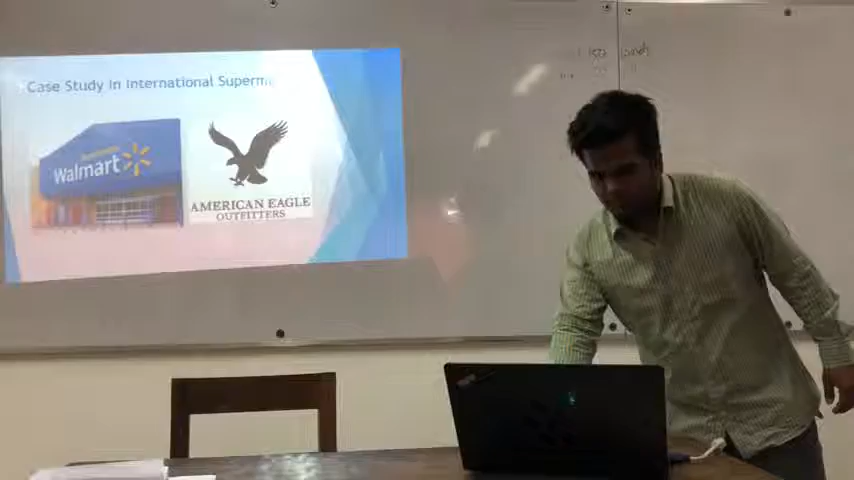 Case Study in International Superm
Walmart
AMERICAN EAGLE
OUTFITTERS